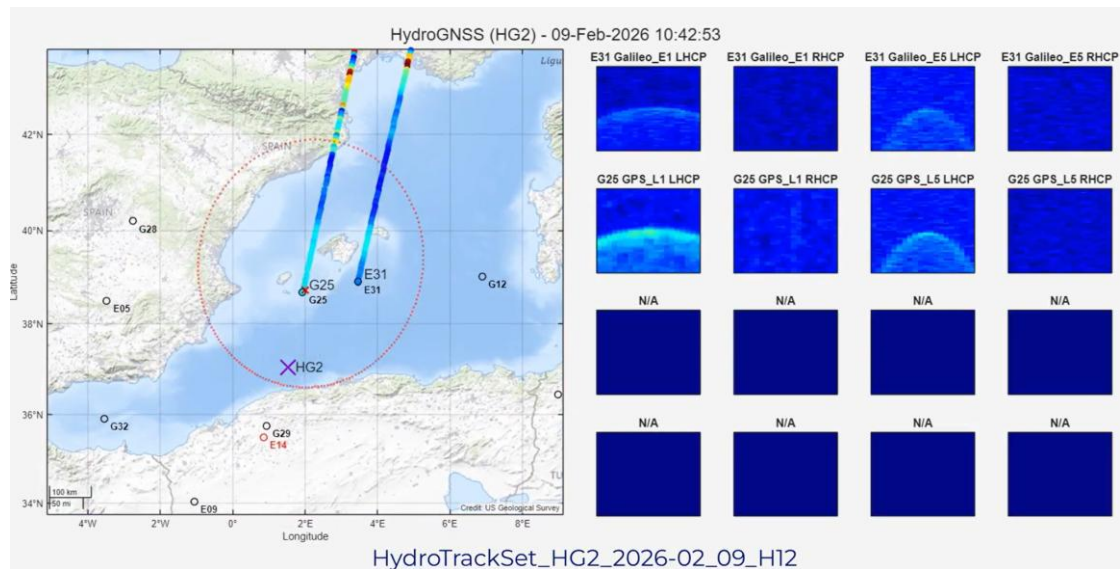 HydroGNSS (HG2) - 09-Feb-2026 10:42:53
Ligu
42°N
40°N
38°N
36°N
34°N
Latitude
SPAIN
SPAIN
G28
E05
G25
G25
E31
E31
G12
HG2
G32
G29
E14
E09
TU
100 km
50 mi
Credit: US Geological Survey
4°W
2°W
0°
2°E
4°E
6°E
8°E
Longitude
E31 Galileo_E1 LHCP
E31 Galileo_E1 RHCP
E31 Galileo_E5 LHCP
E31 Galileo_E5 RHCP
G25 GPS_L1 LHCP
G25 GPS_L1 RHCP
G25 GPS_L5 LHCP
G25 GPS_L5 RHCP
N/A
N/A
N/A
N/A
N/A
N/A
N/A
N/A
HydroTrackSet_HG2_2026-02_09_H12